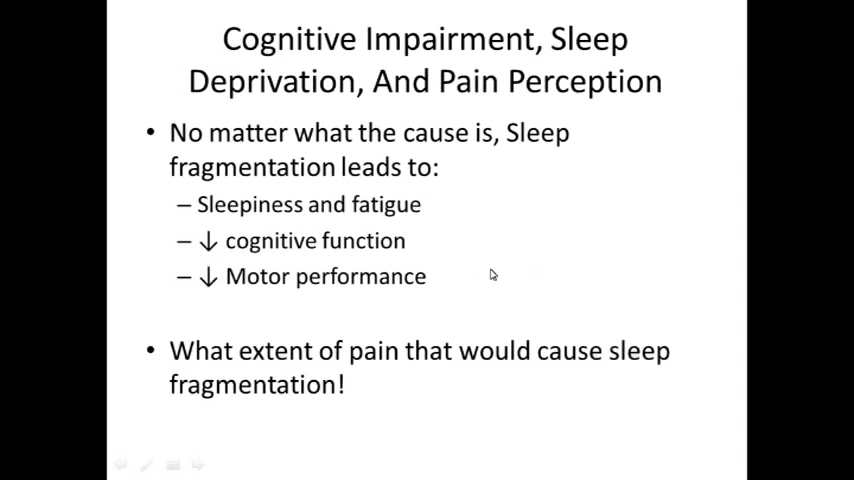 Cognitive Impairment, Sleep
Deprivation, And Pain Perception
• No matter what the cause is, Sleep
fragmentation leads to:
– Sleepiness and fatigue
– ↓ cognitive function
– ↓ Motor performance
• What extent of pain that would cause sleep
fragmentation!